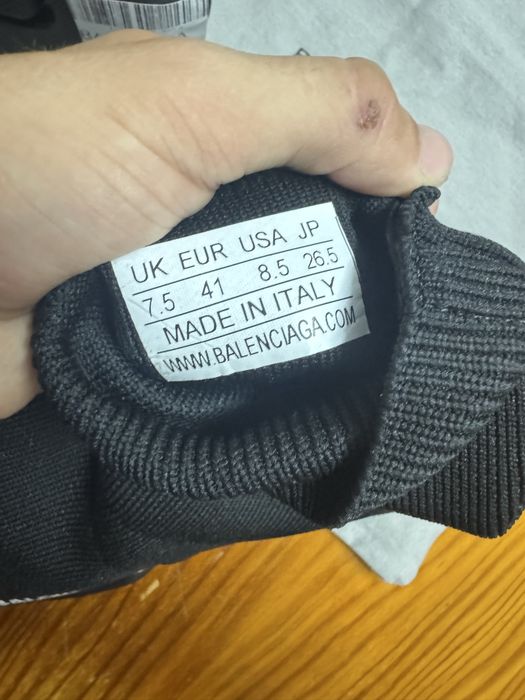 UK EUR USA JP
7.5 41 8.5 26.5
MADE IN ITALY
WWW.BALENCIAGA.COM